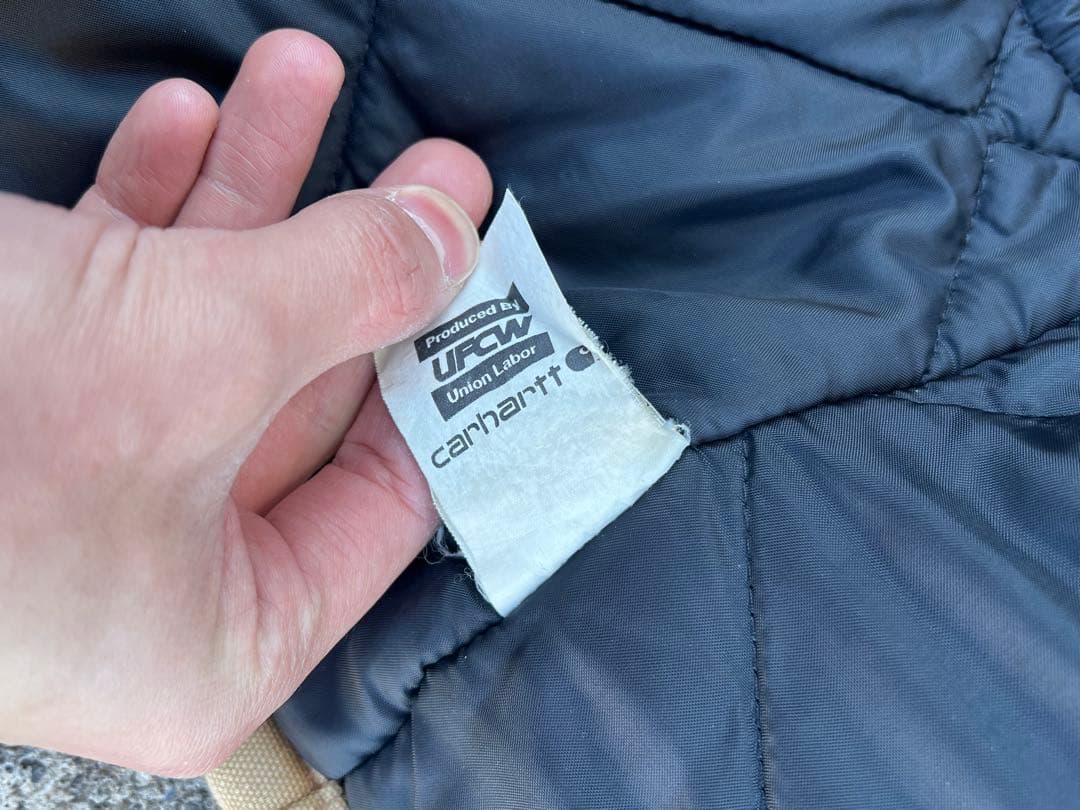 Produced By
UFCW
Union Labor
carhartt